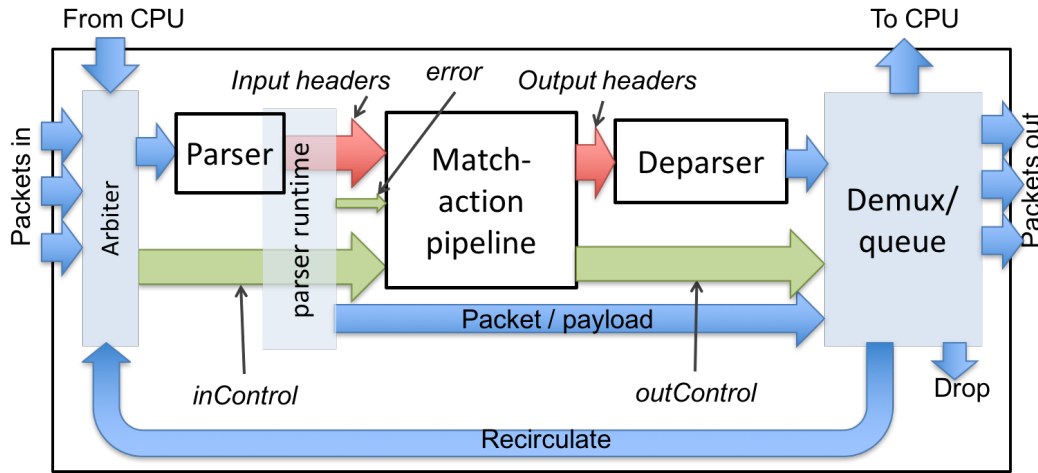 From CPU
To CPU
Input headers
error
Output headers
Packets in
Arbiter
Parser
parser runtime
Match-
action
pipeline
Deparser
Demux/
queue
Packets out
Packet / payload
inControl
outControl
Drop
Recirculate